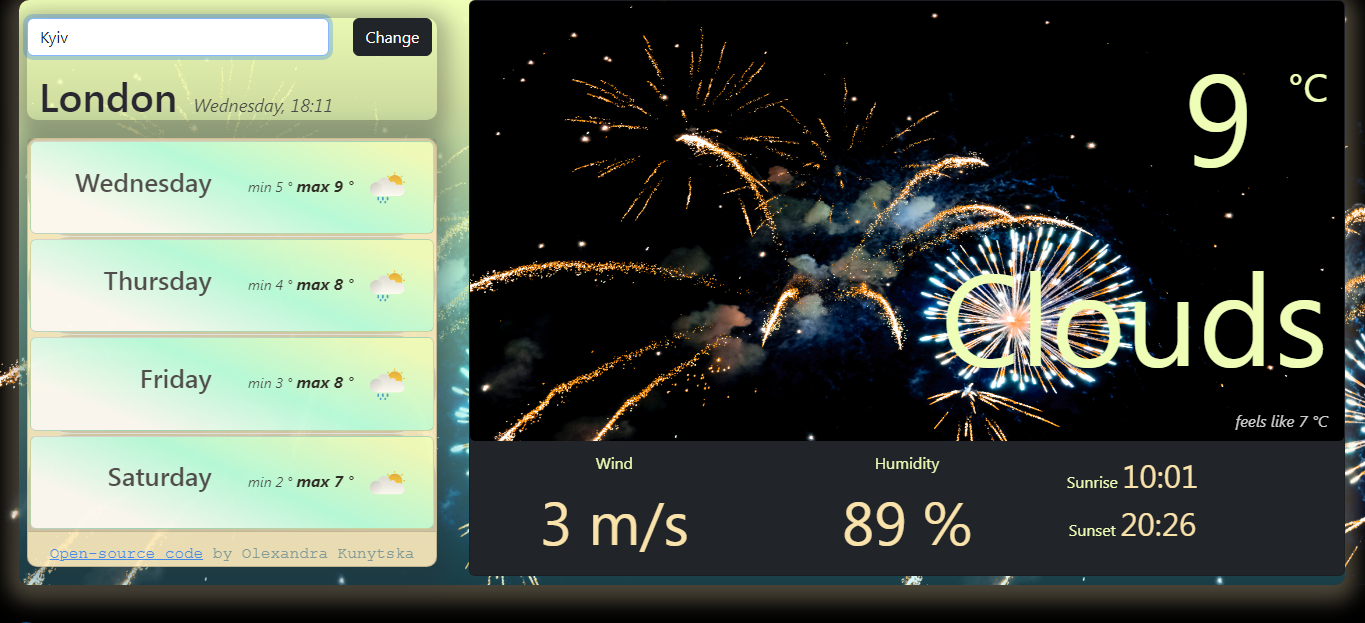 Kyiv
Change
London Wednesday, 18:11
Wednesday min 5 ° max 9 °
Thursday min 4 ° max 8 °
Friday min 3 ° max 8 °
Saturday min 2 ° max 7 °
Open-source code by Olexandra Kunytska
9 °C
Clouds
feels like 7 °C
Wind
3 m/s
Humidity
89 %
Sunrise 10:01
Sunset 20:26